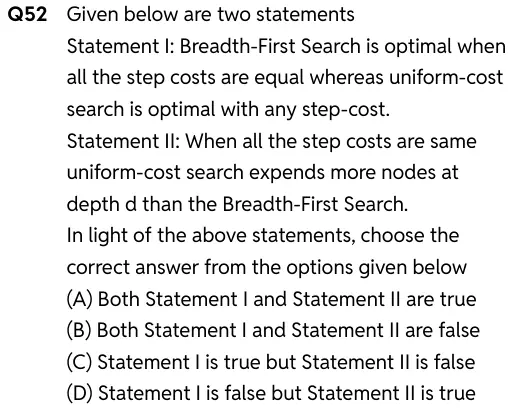 Q52 Given below are two statements
Statement I: Breadth-First Search is optimal when
all the step costs are equal whereas uniform-cost
search is optimal with any step-cost.
Statement II: When all the step costs are same
uniform-cost search expends more nodes at
depth d than the Breadth-First Search.
In light of the above statements, choose the
correct answer from the options given below
(A) Both Statement I and Statement II are true
(B) Both Statement I and Statement II are false
(C) Statement I is true but Statement II is false
(D) Statement I is false but Statement II is true